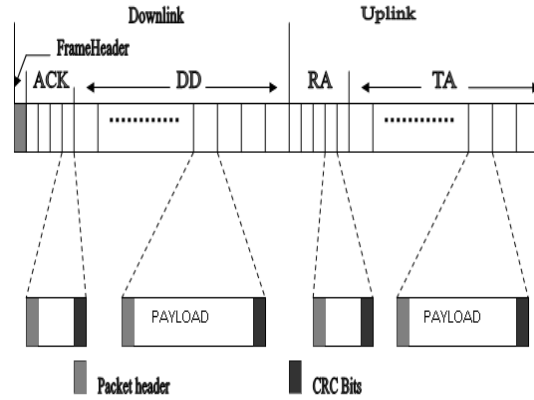 Downlink Uplink
FrameHeader
ACK DD RA TA
PAYLOAD PAYLOAD
Packet header CRC Bits